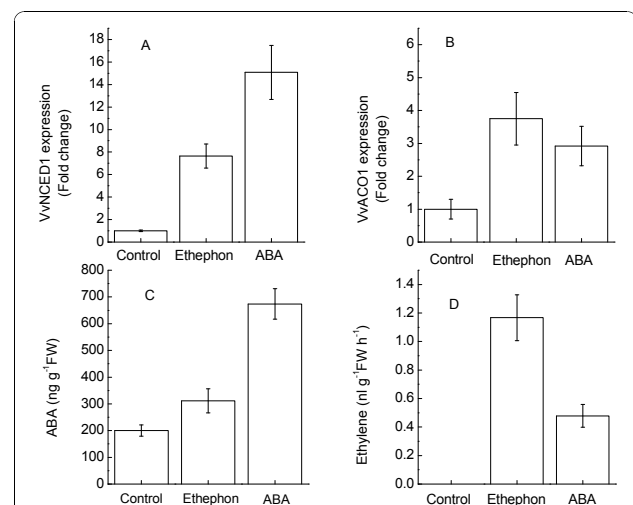 A
VvNCED1 expression
(Fold change)
18
16
14
12
10
8
6
4
2
0
Control Ethephon ABA
B
VvACO1 expression
(Fold change)
6
5
4
3
2
1
0
Control Ethephon ABA
C
ABA (ng g⁻¹FW)
800
700
600
500
400
300
200
100
0
Control Ethephon ABA
D
Ethylene (nl g⁻¹FW h⁻¹)
1.4
1.2
1.0
0.8
0.6
0.4
0.2
0.0
Control Ethephon ABA